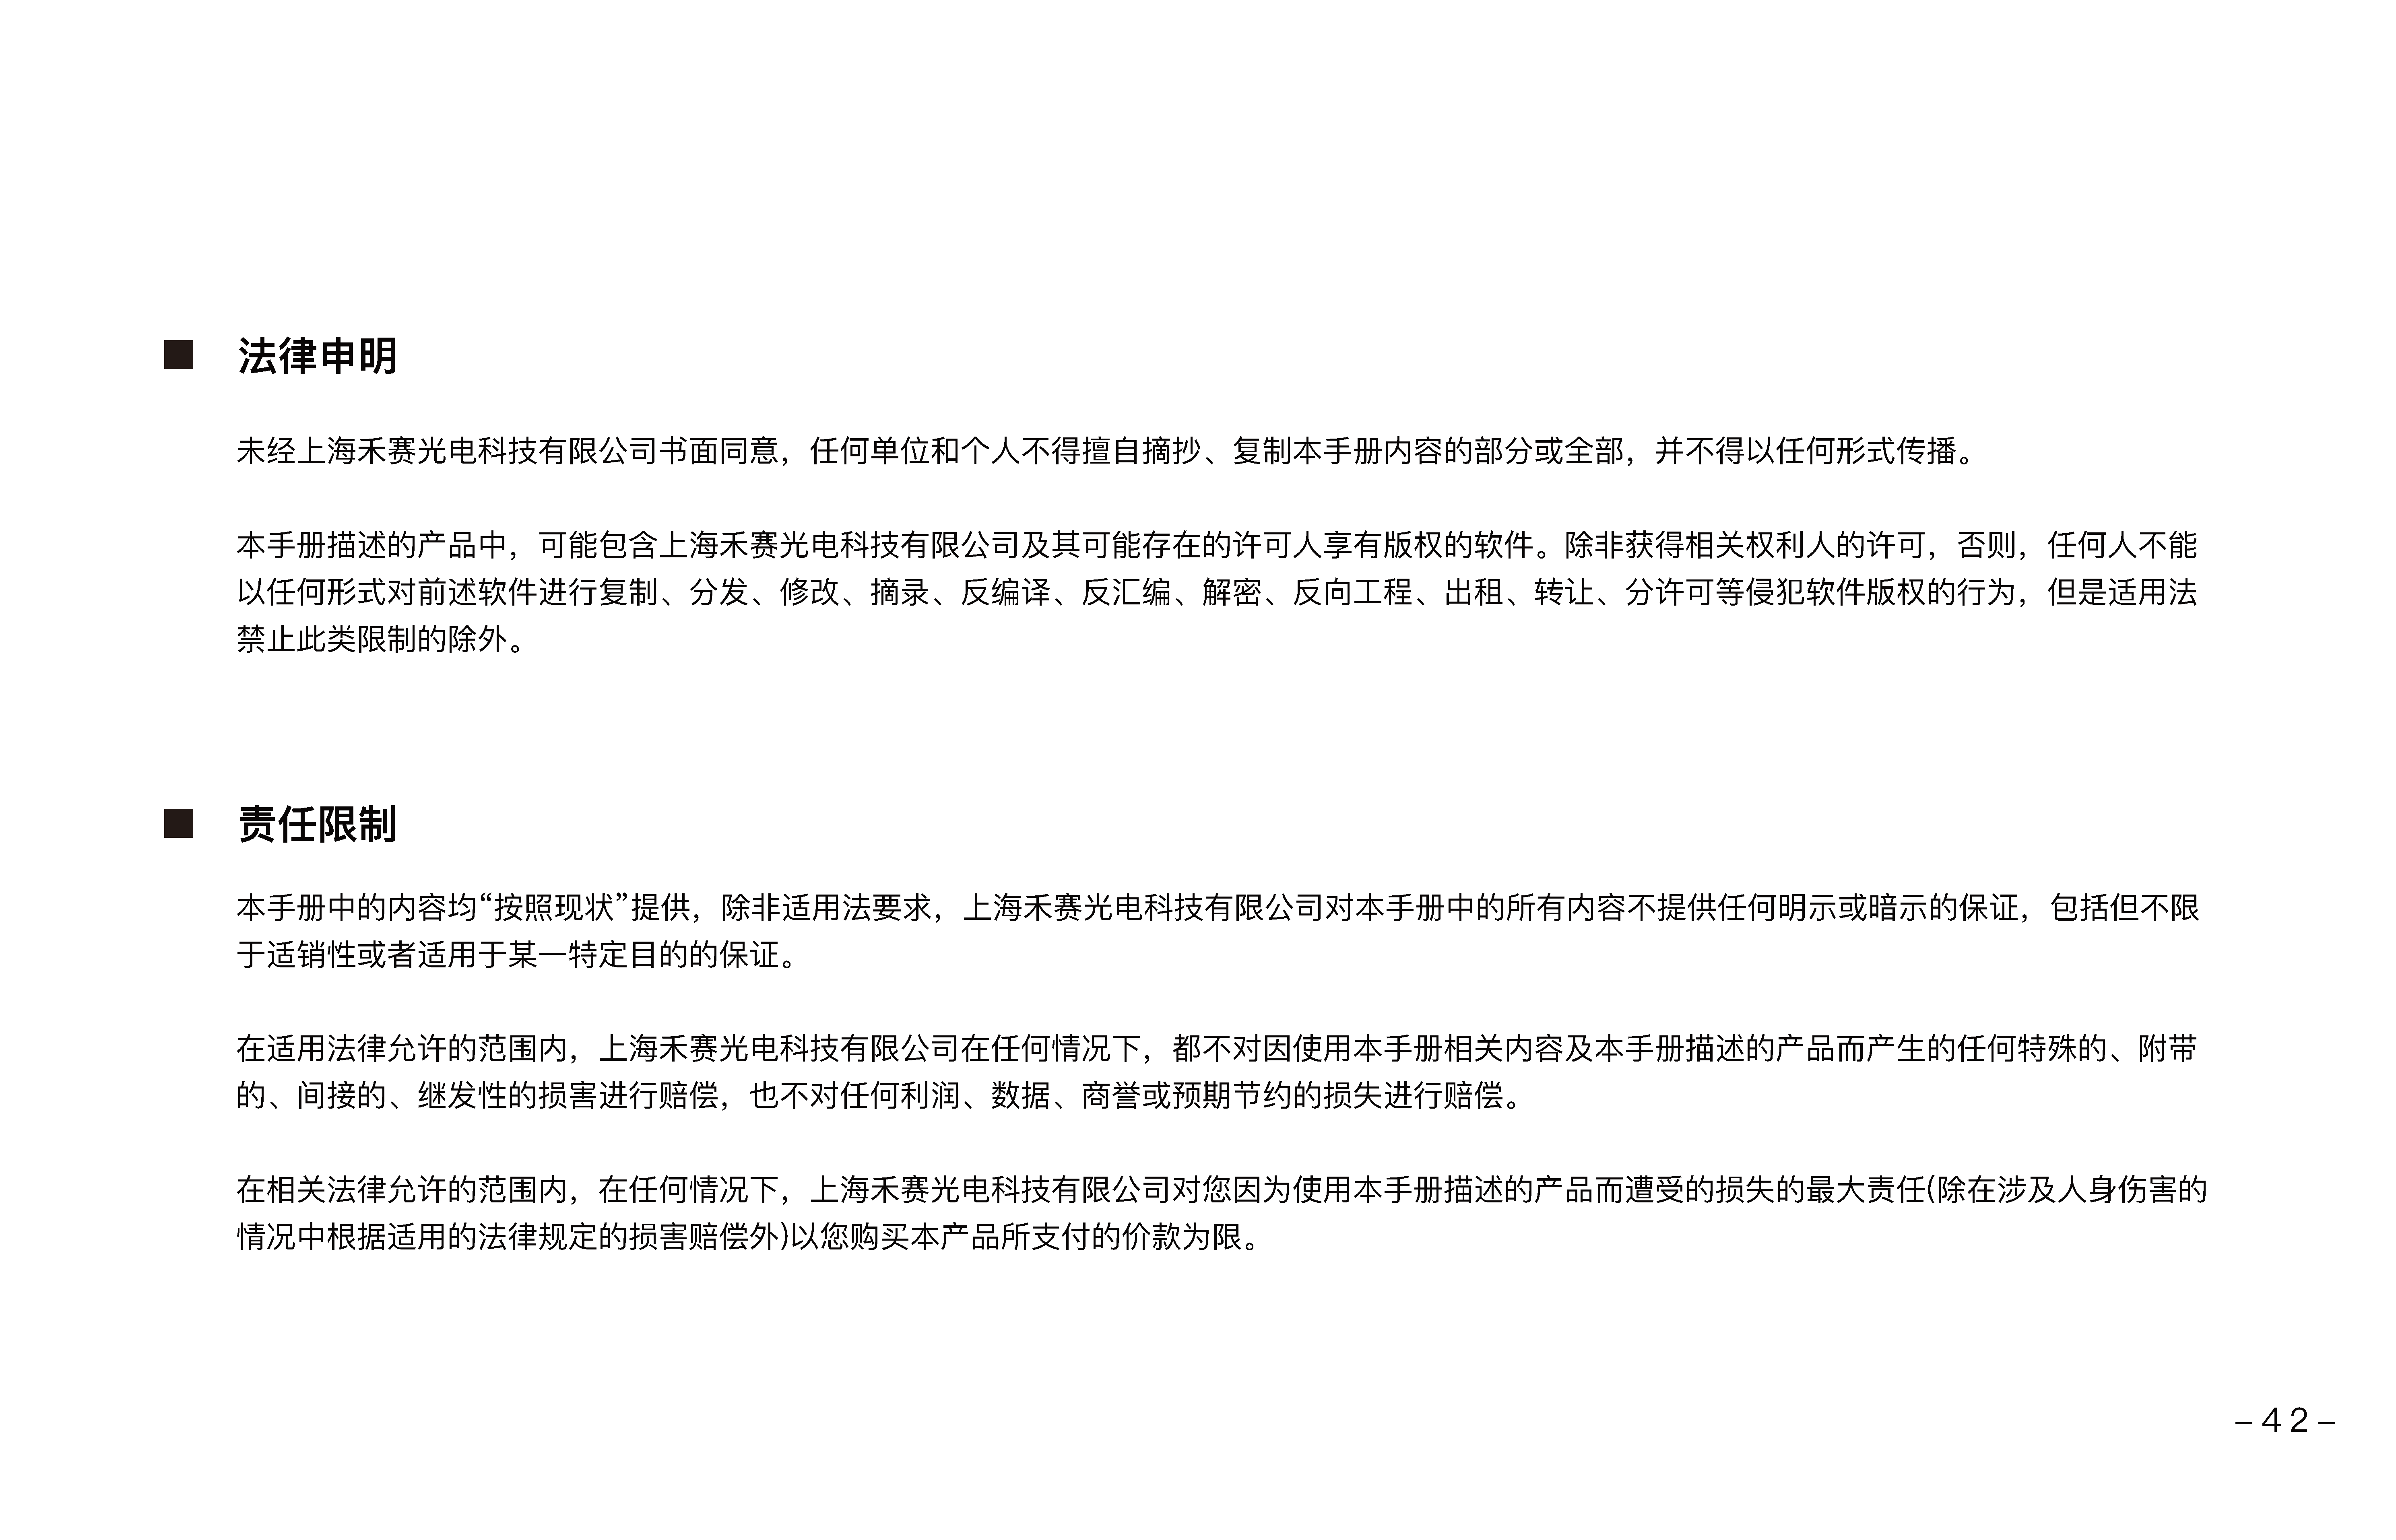 ■ 法律申明
未经上海禾赛光电科技有限公司书面同意，任何单位和个人不得擅自摘抄、复制本手册内容的部分或全部，并不得以任何形式传播。
本手册描述的产品中，可能包含上海禾赛光电科技有限公司及其可能存在的许可人享有版权的软件。除非获得相关权利人的许可，否则，任何人不能
以任何形式对前述软件进行复制、分发、修改、摘录、反编译、反汇编、解密、反向工程、出租、转让、分许可等侵犯软件版权的行为，但是适用法
禁止此类限制的除外。
■ 责任限制
本手册中的内容均“按照现状”提供，除非适用法要求，上海禾赛光电科技有限公司对本手册中的所有内容不提供任何明示或暗示的保证，包括但不限
于适销性或者适用于某一特定目的的保证。
在适用法律允许的范围内，上海禾赛光电科技有限公司在任何情况下，都不对因使用本手册相关内容及本手册描述的产品而产生的任何特殊的、附带
的、间接的、继发性的损害进行赔偿，也不对任何利润、数据、商誉或预期节约的损失进行赔偿。
在相关法律允许的范围内，在任何情况下，上海禾赛光电科技有限公司对您因为使用本手册描述的产品而遭受的损失的最大责任(除在涉及人身伤害的
情况中根据适用的法律规定的损害赔偿外)以您购买本产品所支付的价款为限。
– 4 2 –